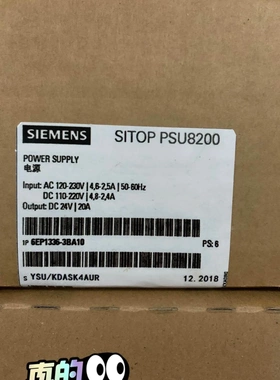 SIEMENS
SITOP PSU8200
POWER SUPPLY
电源
Input: AC 120-230V | 4,6-2,5A | 50-60Hz
DC 110-220V | 4,8-2,4A
Output: DC 24V | 20A
1P 6EP1336-3BA10
PS: 6
S YSU/KDASK4AUR
12. 2018